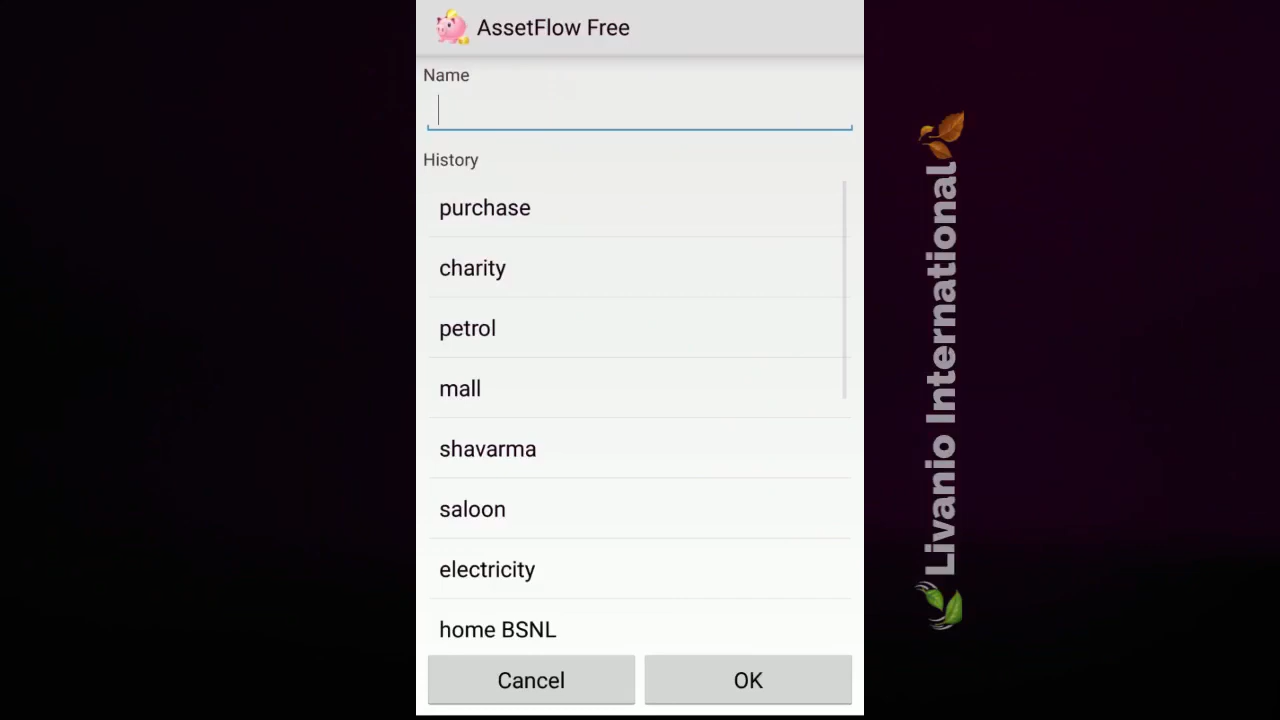 AssetFlow Free
Name
History
purchase
charity
petrol
mall
shavarma
saloon
electricity
home BSNL
Cancel
OK
Livanio International